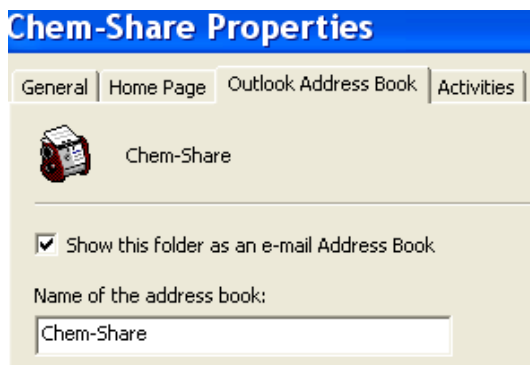 Chem-Share Properties
General Home Page Outlook Address Book Activities
Chem-Share
Show this folder as an e-mail Address Book
Name of the address book:
Chem-Share